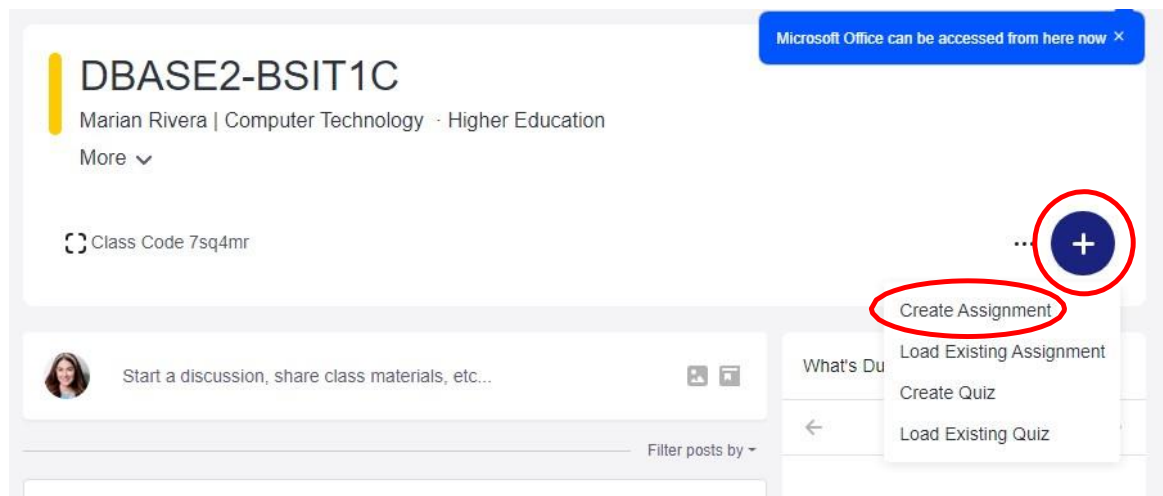 Microsoft Office can be accessed from here now ×
DBASE2-BSIT1C
Marian Rivera | Computer Technology · Higher Education
More
Class Code 7sq4mr
...
+
Create Assignment
Load Existing Assignment
Create Quiz
Load Existing Quiz
Start a discussion, share class materials, etc...
What's Du
Filter posts by